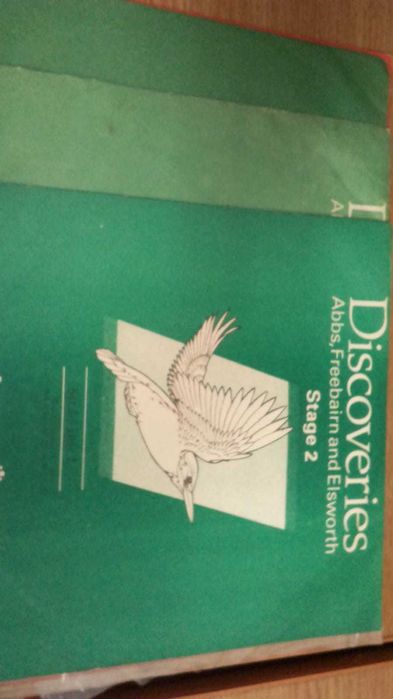 Discoveries
Abbs, Freebairn and Elsworth
Stage 2
D
A